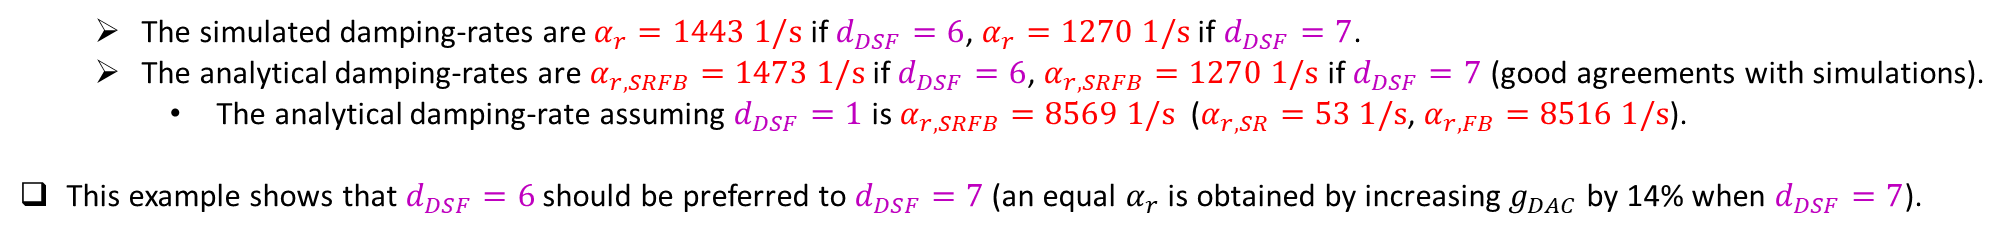 ➤ The simulated damping-rates are α_r = 1443 1/s if d_DSF = 6, α_r = 1270 1/s if d_DSF = 7.
➤ The analytical damping-rates are α_r,SRFB = 1473 1/s if d_DSF = 6, α_r,SRFB = 1270 1/s if d_DSF = 7 (good agreements with simulations).
• The analytical damping-rate assuming d_DSF = 1 is α_r,SRFB = 8569 1/s (α_r,SR = 53 1/s, α_r,FB = 8516 1/s).
❑ This example shows that d_DSF = 6 should be preferred to d_DSF = 7 (an equal α_r is obtained by increasing g_DAC by 14% when d_DSF = 7).